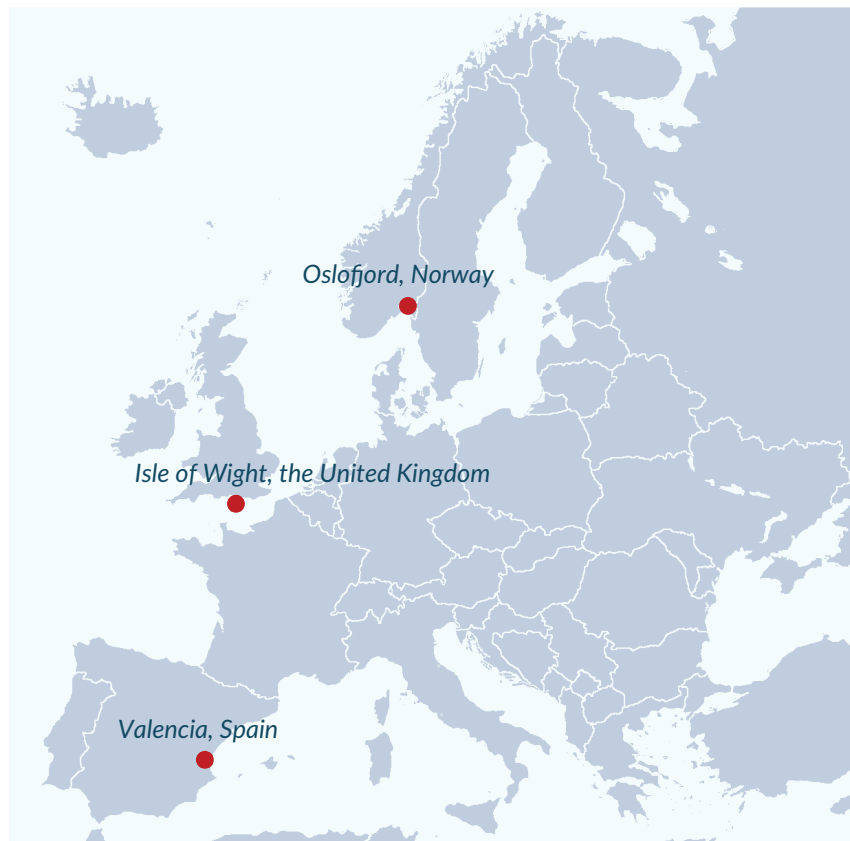 Oslofjord, Norway
Isle of Wight, the United Kingdom
Valencia, Spain